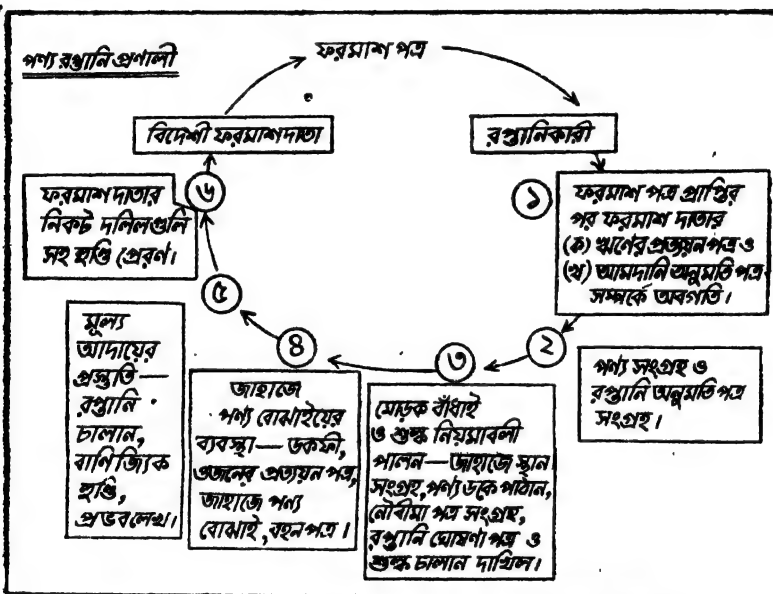 পণ্য রপ্তানি প্রণালী
ফরমাশ পত্র
বিদেশী ফরমাশদাতা
রপ্তানিকারী
১
ফরমাশ পত্র প্রাপ্তির
পর ফরমাশ দাতার
(ক) ঋণের প্রত্যয়ন পত্র ও
(খ) আমদানি অনুমতি পত্র
সম্পর্কে অবগতি।
২
পণ্য সংগ্রহ ও
রপ্তানি অনুমতি পত্র
সংগ্রহ।
৩
মোড়ক বাঁধাই
ও শুল্ক নিয়মাবলী
পালন—জাহাজে স্থান
সংগ্রহ, পণ্য ডকে পাঠান,
নৌবীমা পত্র সংগ্রহ,
রপ্তানি ঘোষণা পত্র ও
শুল্ক চালান দাখিল।
৪
জাহাজে
পণ্য বোঝাইয়ের
ব্যবস্থা— ডকফী,
ওজনের প্রত্যয়ন পত্র,
জাহাজে পণ্য
বোঝাই, বহন পত্র।
৫
মূল্য
আদায়ের
প্রস্তুতি—
রপ্তানি
চালান,
বাণিজ্যিক
হুণ্ডি,
প্রভবলেখ।
৬
ফরমাশ দাতার
নিকট দলিলগুলি
সহ হুণ্ডি প্রেরণ।